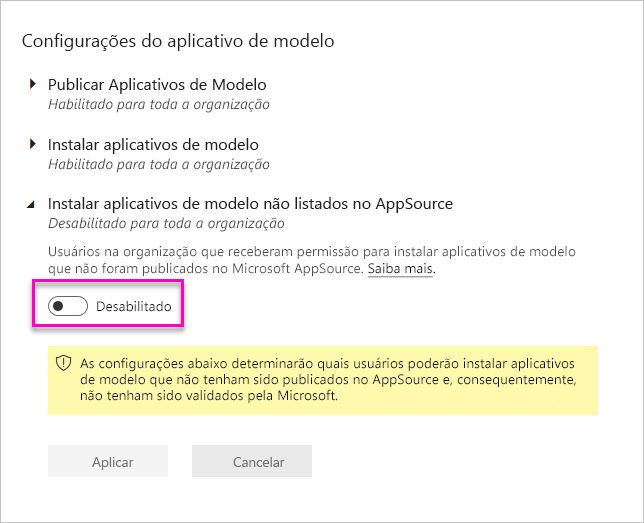 Configurações do aplicativo de modelo
Publicar Aplicativos de Modelo
Habilitado para toda a organização
Instalar aplicativos de modelo
Habilitado para toda a organização
Instalar aplicativos de modelo não listados no AppSource
Desabilitado para toda a organização
Usuários na organização que receberam permissão para instalar aplicativos de modelo
que não foram publicados no Microsoft AppSource. Saiba mais.
Desabilitado
As configurações abaixo determinarão quais usuários poderão instalar aplicativos
de modelo que não tenham sido publicados no AppSource e, consequentemente,
não tenham sido validados pela Microsoft.
Aplicar
Cancelar